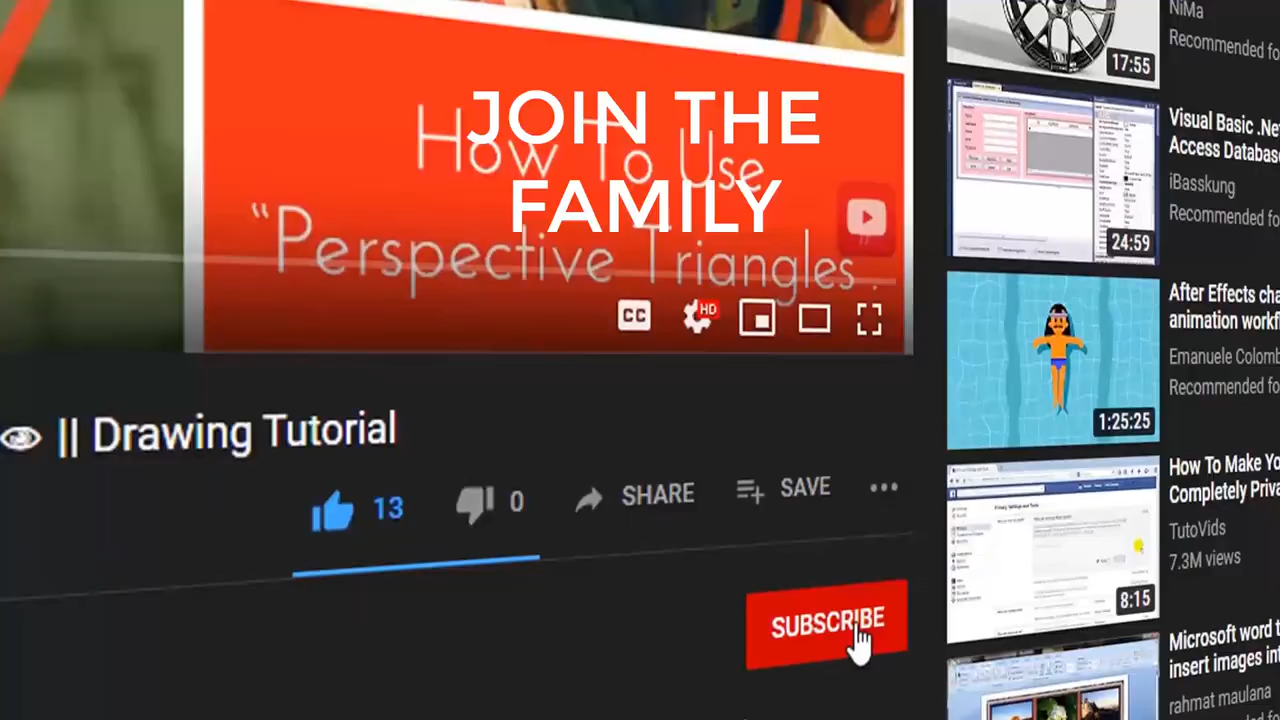 JOIN THE
FAMILY
How To Use
“Perspective Triangles
CC
HD
|| Drawing Tutorial
13
0
SHARE
SAVE
SUBSCRIBE
17:55
NiMa
Recommended fo
24:59
Visual Basic .Ne
Access Databas
iBasskung
Recommended fo
1:25:25
After Effects cha
animation workf
Emanuele Colomb
Recommended fo
8:15
How To Make Yo
Completely Priva
TutoVids
7.3M views
Microsoft word t
insert images int
rahmat maulana